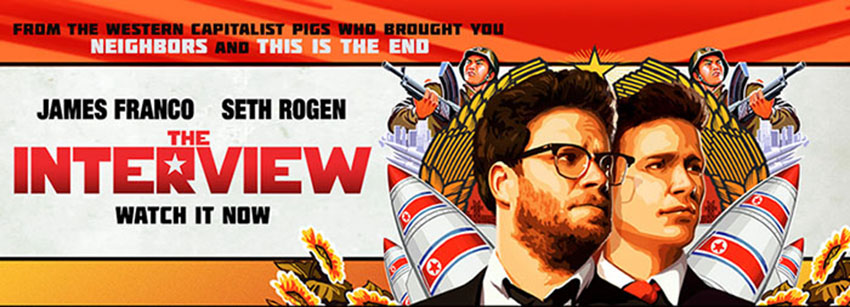 FROM THE WESTERN CAPITALIST PIGS WHO BROUGHT YOU
NEIGHBORS AND THIS IS THE END
JAMES FRANCO SETH ROGEN
THE
INTERVIEW
WATCH IT NOW